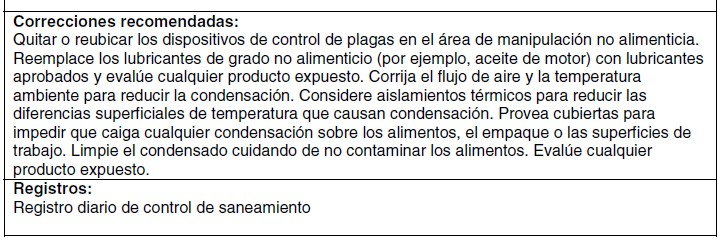 Correcciones recomendadas:
Quitar o reubicar los dispositivos de control de plagas en el área de manipulación no alimenticia.
Reemplace los lubricantes de grado no alimenticio (por ejemplo, aceite de motor) con lubricantes
aprobados y evalúe cualquier producto expuesto. Corrija el flujo de aire y la temperatura
ambiente para reducir la condensación. Considere aislamientos térmicos para reducir las
diferencias superficiales de temperatura que causan condensación. Provea cubiertas para
impedir que caiga cualquier condensación sobre los alimentos, el empaque o las superficies de
trabajo. Limpie el condensado cuidando de no contaminar los alimentos. Evalúe cualquier
producto expuesto.
Registros:
Registro diario de control de saneamiento